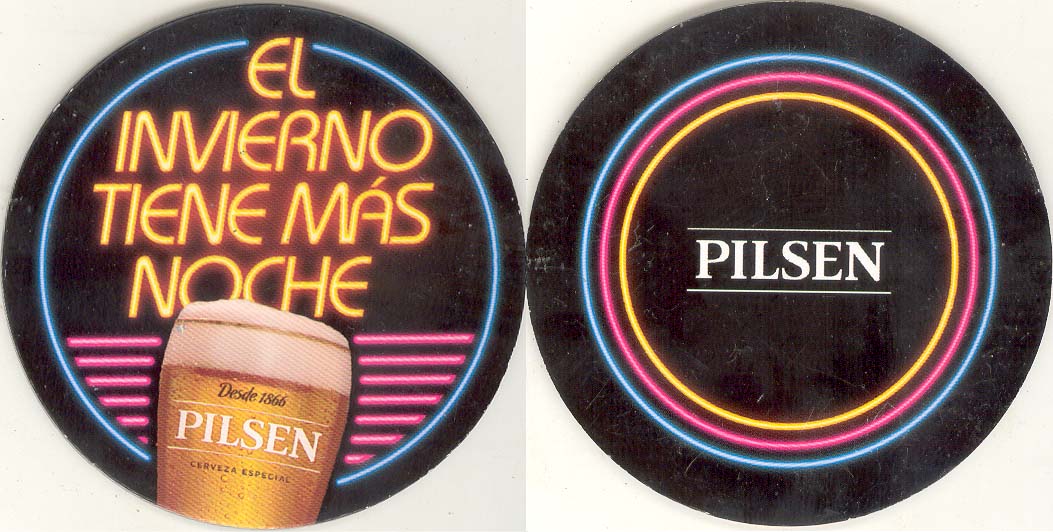 EL
INVIERNO
TIENE MÁS
NOCHE
Desde 1866
PILSEN
CERVEZA ESPECIAL
PILSEN